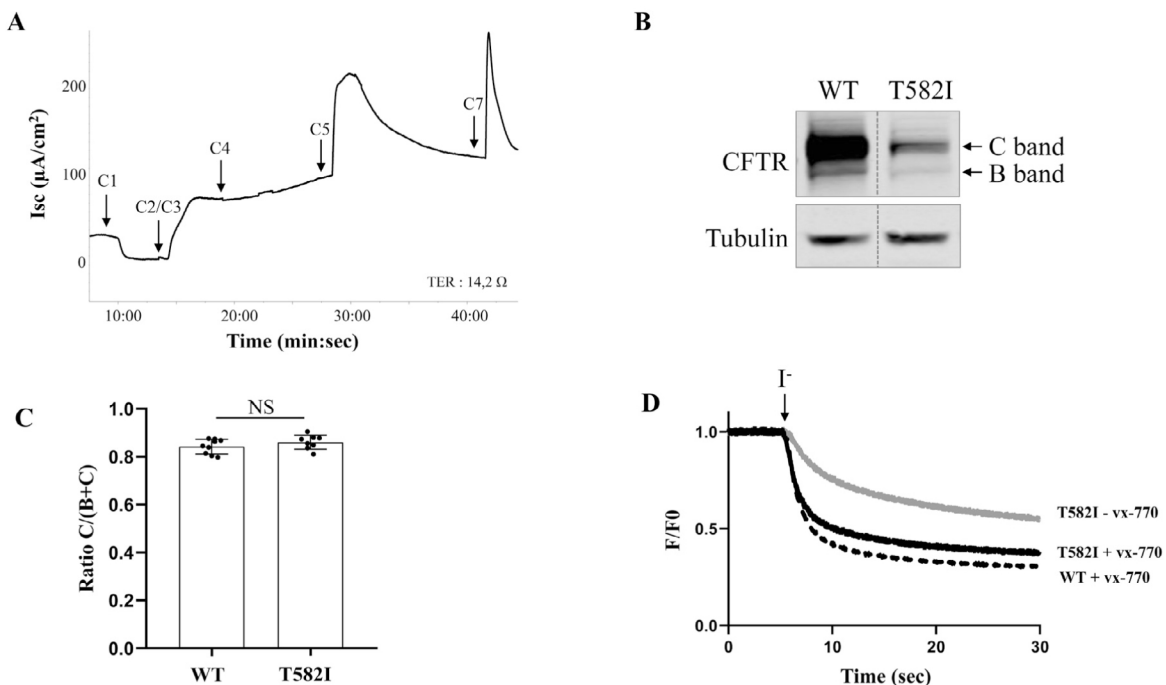 A
Isc (μA/cm²)
200
100
0
C1
C2/C3
C4
C5
C7
TER : 14,2 Ω
10:00
20:00
30:00
40:00
Time (min:sec)
B
WT
T582I
CFTR
C band
B band
Tubulin
C
NS
Ratio C/(B+C)
1.0
0.8
0.6
0.4
0.2
0.0
WT
T582I
D
I-
F/F0
1.0
0.5
0.0
T582I - vx-770
T582I + vx-770
WT + vx-770
0
10
20
30
Time (sec)